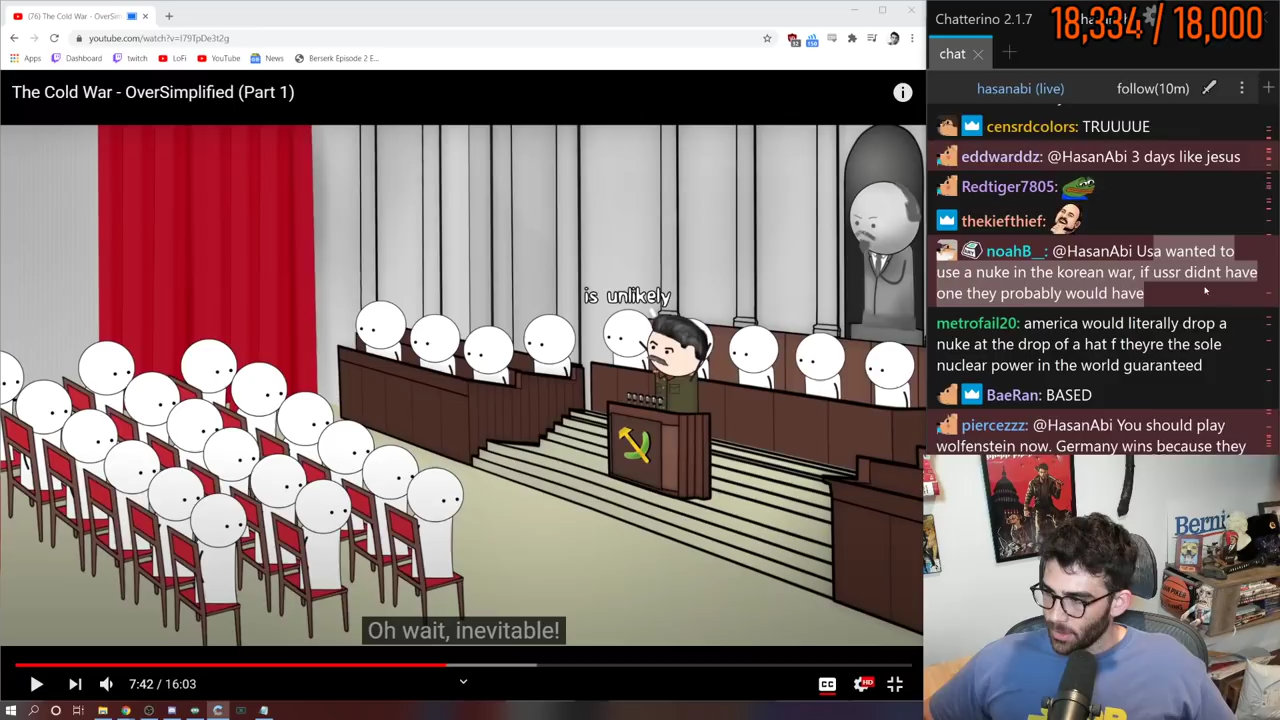 (76) The Cold War - OverSim
youtube.com/watch?v=I79TpDe3t2g
Apps
Dashboard
twitch
LoFi
YouTube
News
Berserk Episode 2 E...
The Cold War - OverSimplified (Part 1)
is unlikely
Oh wait, inevitable!
7:42 / 16:03
CC
HD
Chatterino 2.1.7
18,334 / 18,000
chat
hasanabi (live)
follow(10m)
censrdcolors: TRUUUUE
eddwarddz: @HasanAbi 3 days like jesus
Redtiger7805:
thekiefthief:
noahB__: @HasanAbi Usa wanted to
use a nuke in the korean war, if ussr didnt have
one they probably would have
metrofail20: america would literally drop a
nuke at the drop of a hat f theyre the sole
nuclear power in the world guaranteed
BaeRan: BASED
piercezzz: @HasanAbi You should play
wolfenstein now. Germany wins because they
Bernie